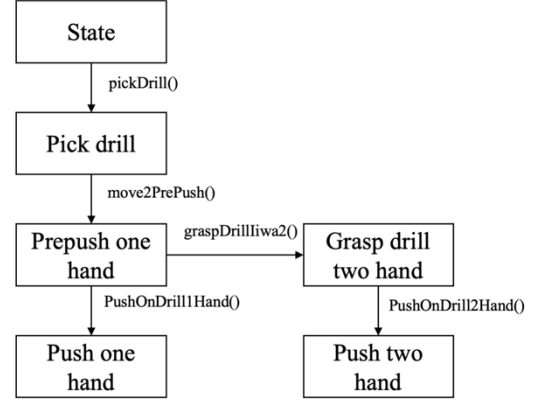 State
pickDrill()
Pick drill
move2PrePush()
Prepush one
hand
graspDrillIiwa2()
Grasp drill
two hand
PushOnDrill1Hand()
PushOnDrill2Hand()
Push one
hand
Push two
hand